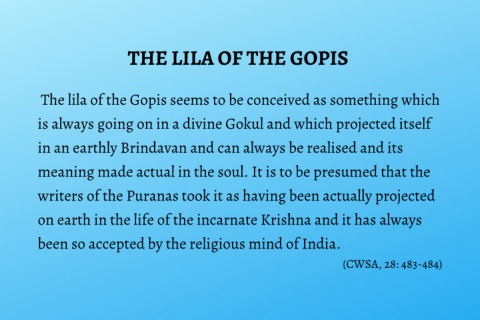 THE LILA OF THE GOPIS
The lila of the Gopis seems to be conceived as something which
is always going on in a divine Gokul and which projected itself
in an earthly Brindavan and can always be realised and its
meaning made actual in the soul. It is to be presumed that the
writers of the Puranas took it as having been actually projected
on earth in the life of the incarnate Krishna and it has always
been so accepted by the religious mind of India.
(CWSA, 28: 483-484)